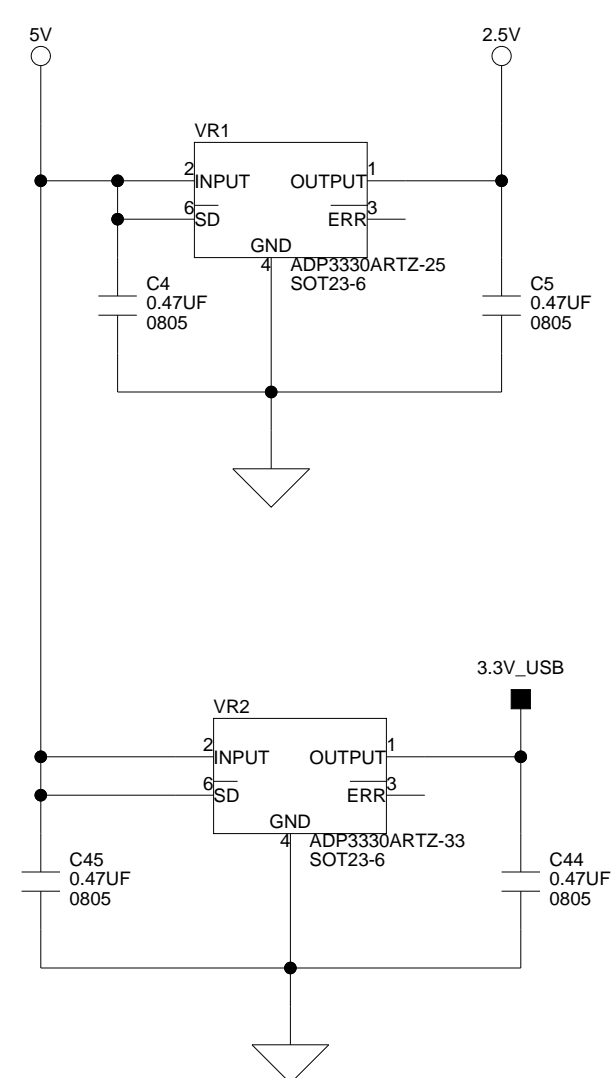 5V
2.5V
VR1
2
INPUT
OUTPUT
1
6
SD
ERR
3
GND
4
ADP3330ARTZ-25
SOT23-6
C4
0.47UF
0805
C5
0.47UF
0805
3.3V_USB
VR2
2
INPUT
OUTPUT
1
6
SD
ERR
3
GND
4
ADP3330ARTZ-33
SOT23-6
C45
0.47UF
0805
C44
0.47UF
0805